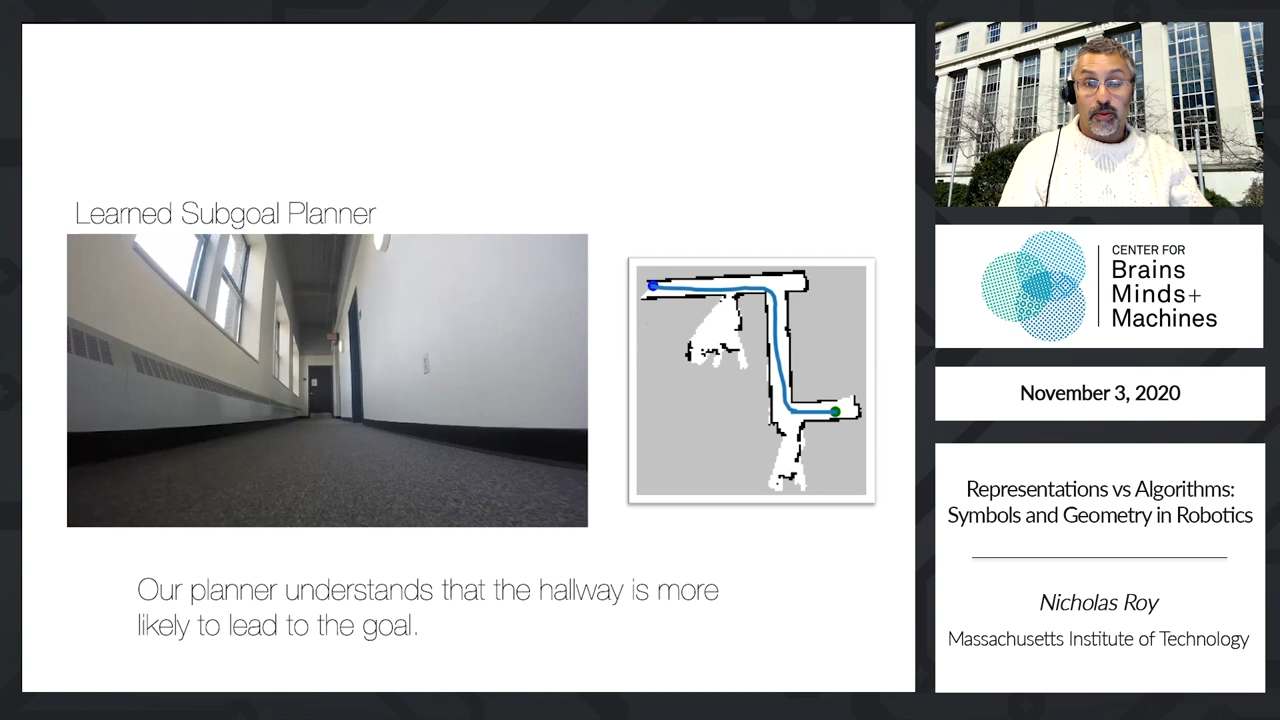 Learned Subgoal Planner
Our planner understands that the hallway is more
likely to lead to the goal.
CENTER FOR
Brains
Minds+
Machines
November 3, 2020
Representations vs Algorithms:
Symbols and Geometry in Robotics
Nicholas Roy
Massachusetts Institute of Technology